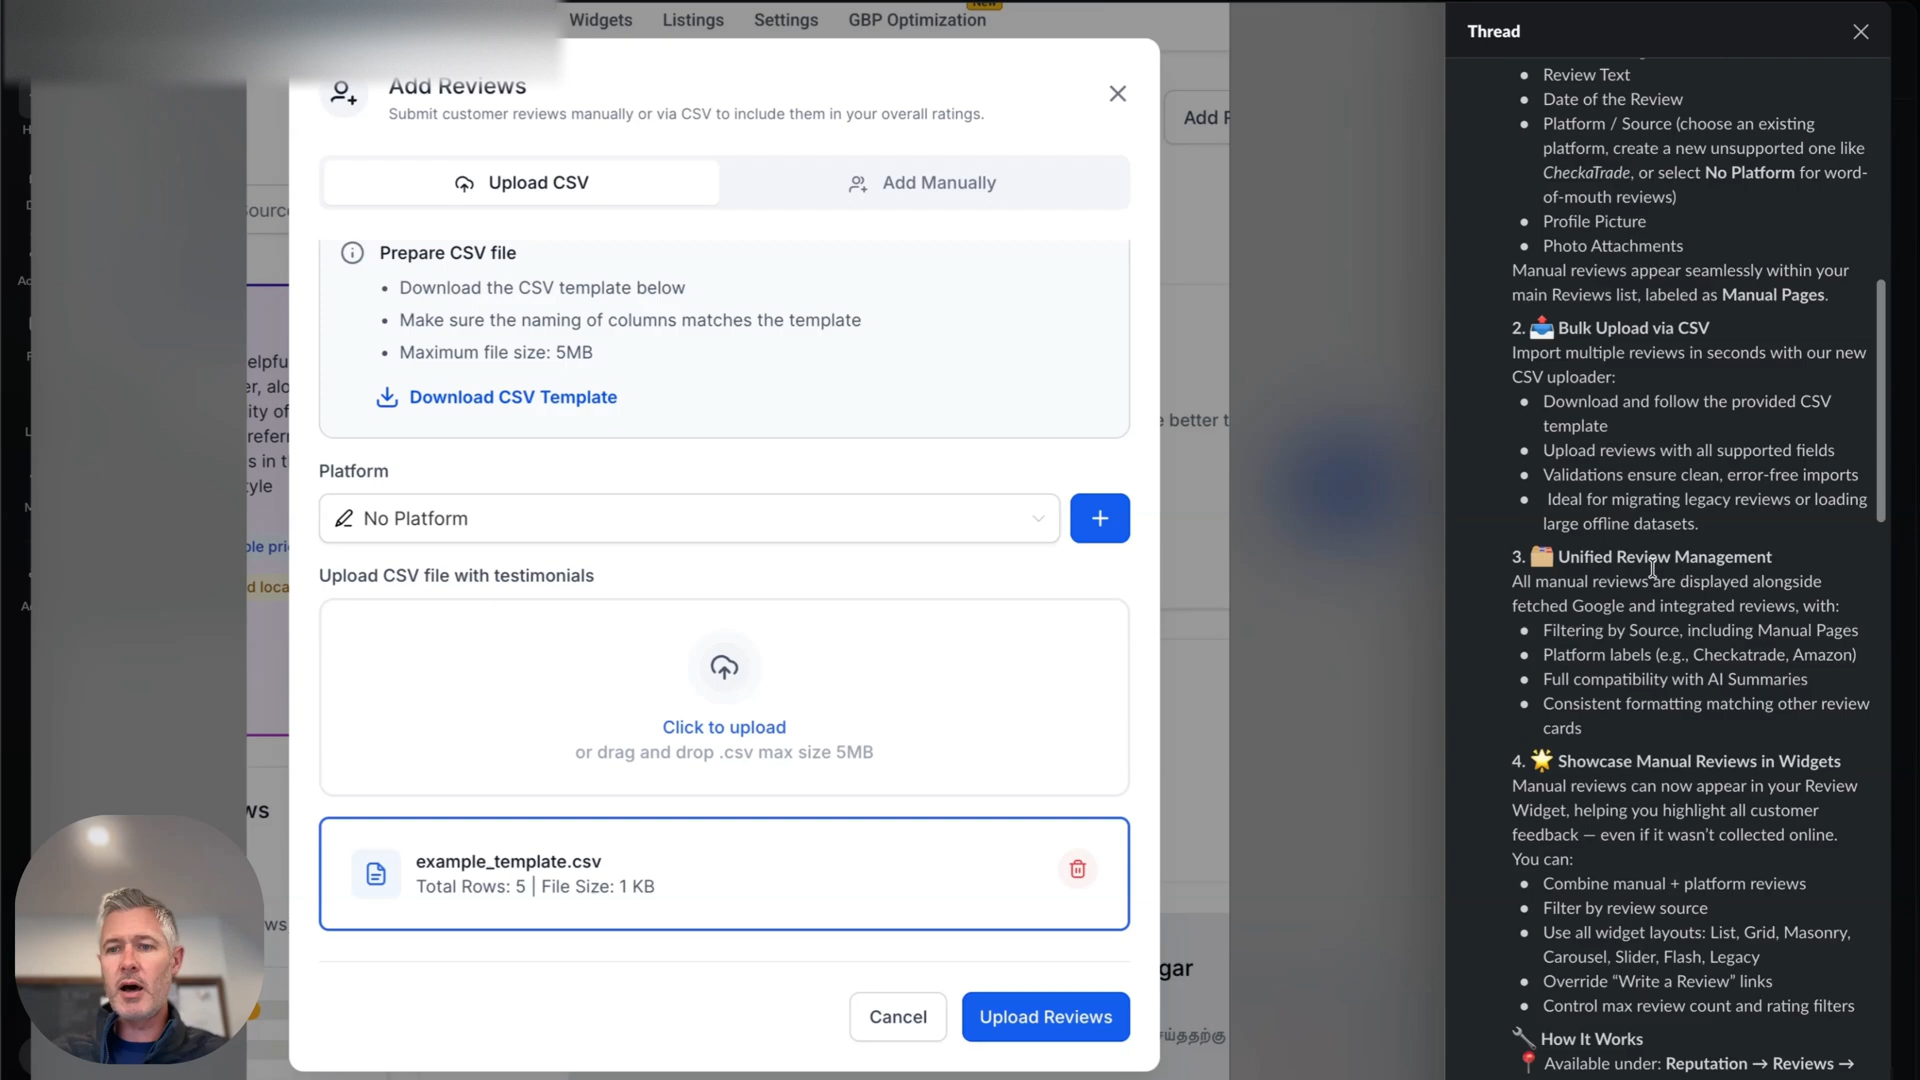 Widgets
Listings
Settings
GBP Optimization
New
Add Reviews
Submit customer reviews manually or via CSV to include them in your overall ratings.
Upload CSV
Add Manually
Prepare CSV file
• Download the CSV template below
• Make sure the naming of columns matches the template
• Maximum file size: 5MB
Download CSV Template
Platform
No Platform
Upload CSV file with testimonials
Click to upload
or drag and drop .csv max size 5MB
example_template.csv
Total Rows: 5 | File Size: 1 KB
Cancel
Upload Reviews
Thread
• Review Text
• Date of the Review
• Platform / Source (choose an existing
platform, create a new unsupported one like
CheckaTrade, or select No Platform for word-
of-mouth reviews)
• Profile Picture
• Photo Attachments
Manual reviews appear seamlessly within your
main Reviews list, labeled as Manual Pages.
2. 📤 Bulk Upload via CSV
Import multiple reviews in seconds with our new
CSV uploader:
• Download and follow the provided CSV
template
• Upload reviews with all supported fields
• Validations ensure clean, error-free imports
• Ideal for migrating legacy reviews or loading
large offline datasets.
3. 🗂️ Unified Review Management
All manual reviews are displayed alongside
fetched Google and integrated reviews, with:
• Filtering by Source, including Manual Pages
• Platform labels (e.g., Checkatrade, Amazon)
• Full compatibility with AI Summaries
• Consistent formatting matching other review
cards
4. 🌟 Showcase Manual Reviews in Widgets
Manual reviews can now appear in your Review
Widget, helping you highlight all customer
feedback — even if it wasn’t collected online.
You can:
• Combine manual + platform reviews
• Filter by review source
• Use all widget layouts: List, Grid, Masonry,
Carousel, Slider, Flash, Legacy
• Override “Write a Review” links
• Control max review count and rating filters
🔧 How It Works
📍 Available under: Reputation → Reviews →